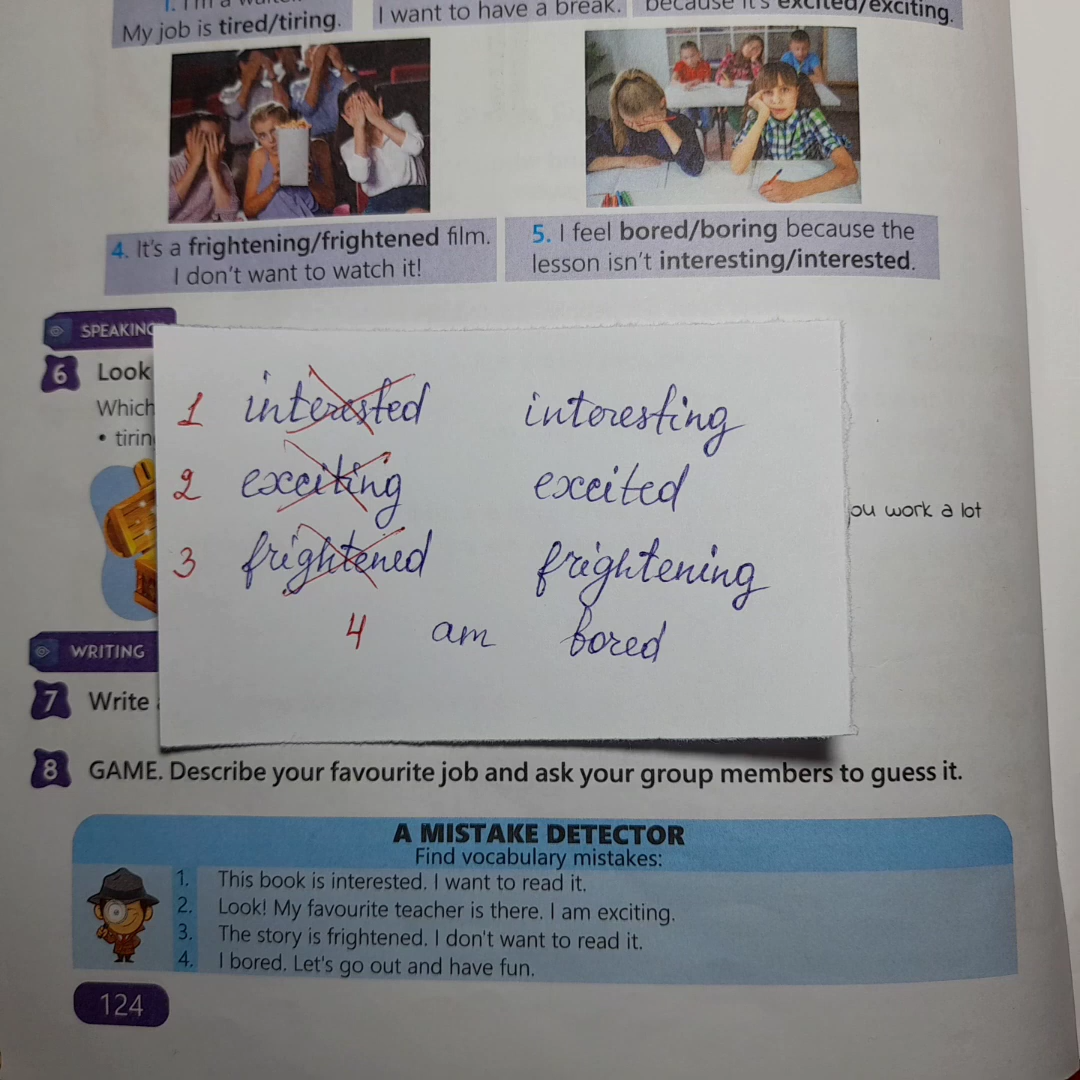 1. I'm a
My job is tired/tiring.
I want to have a break.
because it's excited/exciting.
4. It's a frightening/frightened film.
I don't want to watch it!
5. I feel bored/boring because the
lesson isn't interesting/interested.
SPEAKING
6 Look
Which
• tirin
1 interested interesting
2 exciting excited
ou work a lot
3 frightened frightening
4 am bored
WRITING
7 Write
8 GAME. Describe your favourite job and ask your group members to guess it.
A MISTAKE DETECTOR
Find vocabulary mistakes:
1. This book is interested. I want to read it.
2. Look! My favourite teacher is there. I am exciting.
3. The story is frightened. I don't want to read it.
4. I bored. Let's go out and have fun.
124